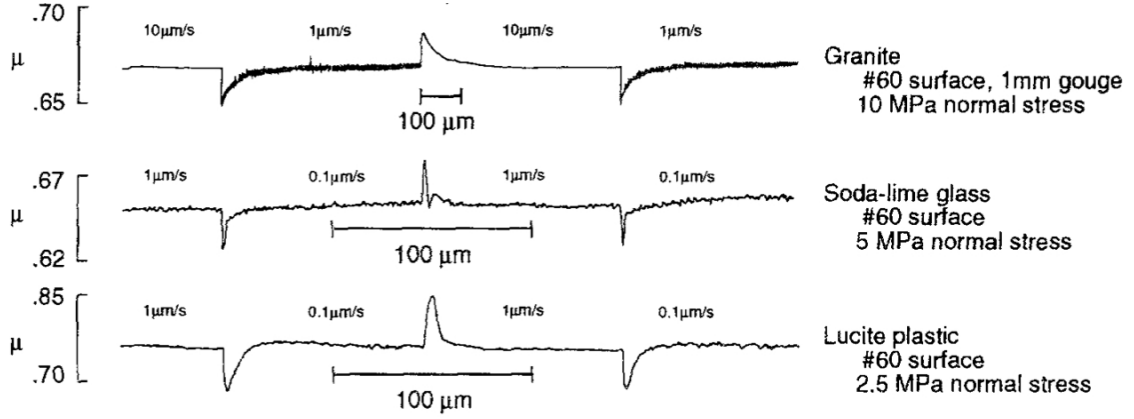 .70
10μm/s 1μm/s 10μm/s 1μm/s
μ
.65
100 μm
Granite
#60 surface, 1mm gouge
10 MPa normal stress
.67
1μm/s 0.1μm/s 1μm/s 0.1μm/s
μ
.62
100 μm
Soda-lime glass
#60 surface
5 MPa normal stress
.85
1μm/s 0.1μm/s 1μm/s 0.1μm/s
μ
.70
100 μm
Lucite plastic
#60 surface
2.5 MPa normal stress